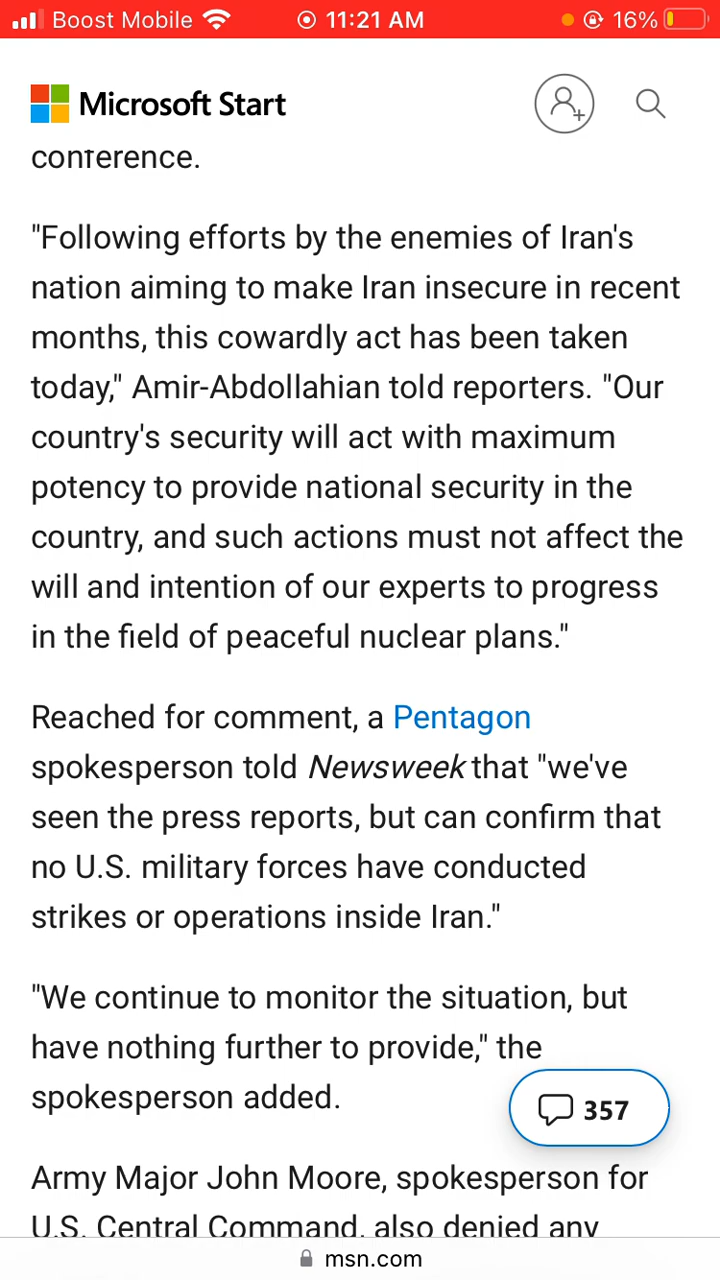 Boost Mobile 11:21 AM 16%
Microsoft Start
conference.
"Following efforts by the enemies of Iran's
nation aiming to make Iran insecure in recent
months, this cowardly act has been taken
today," Amir-Abdollahian told reporters. "Our
country's security will act with maximum
potency to provide national security in the
country, and such actions must not affect the
will and intention of our experts to progress
in the field of peaceful nuclear plans."
Reached for comment, a Pentagon
spokesperson told Newsweek that "we've
seen the press reports, but can confirm that
no U.S. military forces have conducted
strikes or operations inside Iran."
"We continue to monitor the situation, but
have nothing further to provide," the
spokesperson added.
357
Army Major John Moore, spokesperson for
U.S. Central Command, also denied any
msn.com